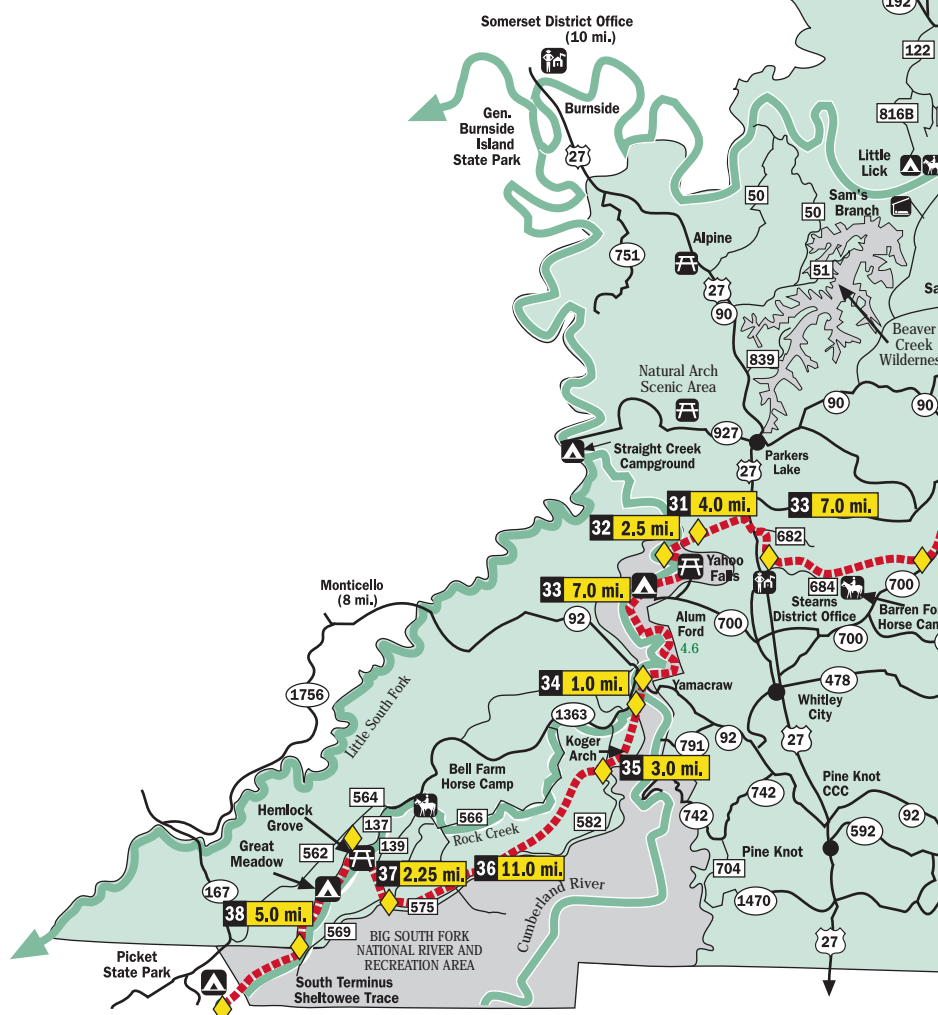 192
Somerset District Office
(10 mi.)
122
Gen.
Burnside
Island
State Park
Burnside
816B
27
Little
Lick
50
Sam's
Branch
50
Alpine
751
51
27
90
Beaver
Creek
839
Natural Arch
Scenic Area
90
90
927
Straight Creek
Campground
Parkers
Lake
27
31 4.0 mi.
33 7.0 mi.
32 2.5 mi.
682
Yahoo
Falls
Monticello
(8 mi.)
33 7.0 mi.
684
700
Stearns
District Office
Alum
Ford
4.6
92
700
700
34 1.0 mi.
Yamacraw
478
Whitley
City
1756
Little South Fork
1363
Koger
Arch
791
92
27
35 3.0 mi.
Bell Farm
Horse Camp
Pine Knot
CCC
564
742
Hemlock
Grove
137
566
Rock Creek
582
742
92
592
562
139
Great
Meadow
37 2.25 mi.
36 11.0 mi.
Pine Knot
704
167
575
1470
38 5.0 mi.
Cumberland River
569
BIG SOUTH FORK
NATIONAL RIVER AND
RECREATION AREA
27
Picket
State Park
South Terminus
Sheltowee Trace